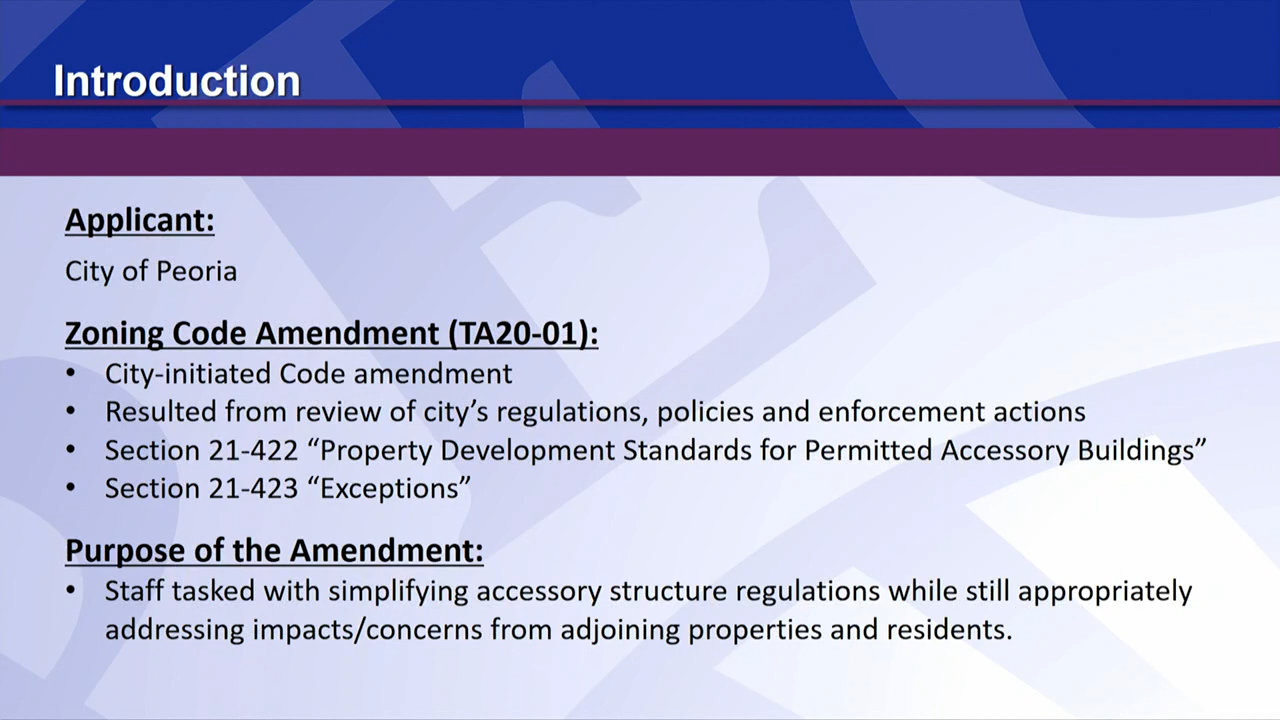 Introduction
Applicant:
City of Peoria
Zoning Code Amendment (TA20-01):
• City-initiated Code amendment
• Resulted from review of city’s regulations, policies and enforcement actions
• Section 21-422 “Property Development Standards for Permitted Accessory Buildings”
• Section 21-423 “Exceptions”
Purpose of the Amendment:
• Staff tasked with simplifying accessory structure regulations while still appropriately
addressing impacts/concerns from adjoining properties and residents.